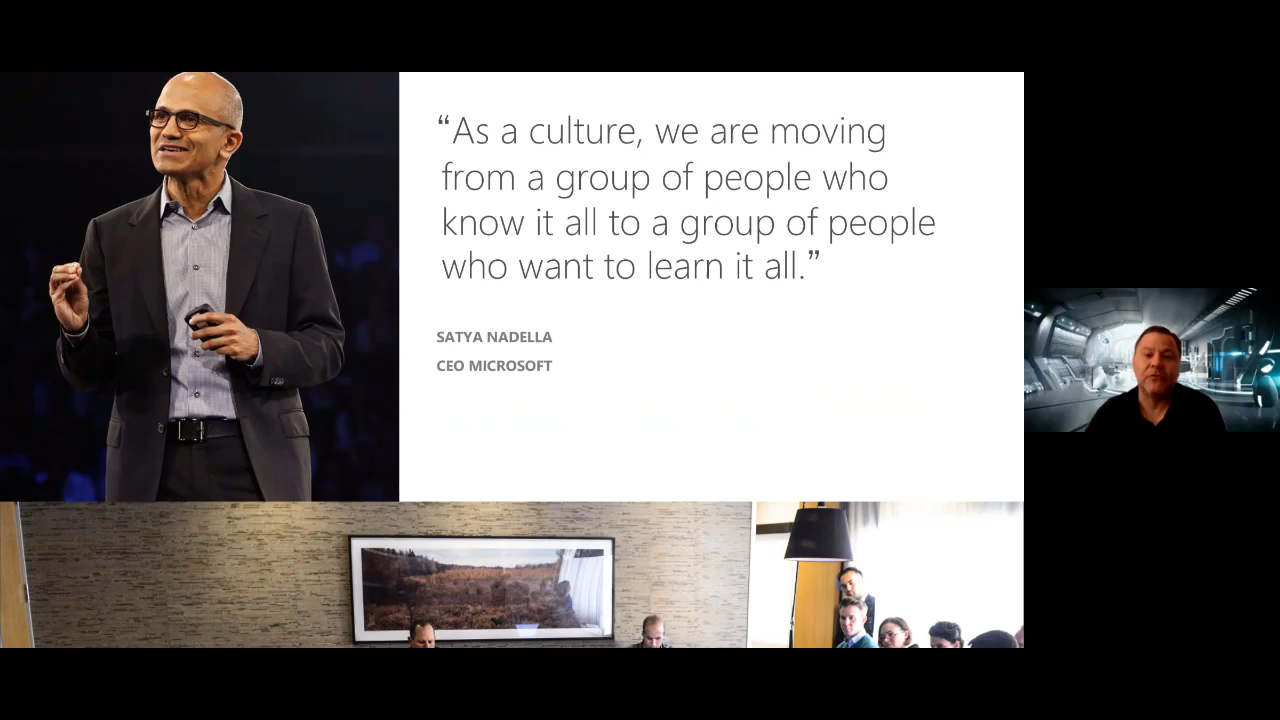 “As a culture, we are moving
from a group of people who
know it all to a group of people
who want to learn it all.”
SATYA NADELLA
CEO MICROSOFT